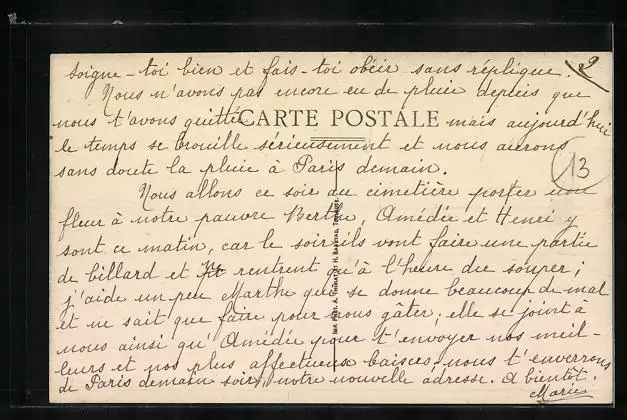 soigne-toi bien et fais-toi obéir sans réplique. 2
Nous n'avons pas encore eu de pluie depuis que
nous t'avons quittée mais aujourd'hui
CARTE POSTALE
le temps se brouille sérieusement et nous aurons
sans doute la pluie à Paris demain.
13
Nous allons ce soir au cimetière porter une
fleur à notre pauvre Berthe, Amédée et Henri y
sont ce matin, car le soir ils vont faire une partie
de billard et ne rentrent qu'à l'heure du souper;
j'aide un peu Marthe qui se donne beaucoup de mal
et ne sait que faire pour nous gâter; elle se joint à
nous ainsi qu'Amédée pour t'envoyer nos meil-
leurs et nos plus affectueux baisers; nous t'enverrons
de Paris demain soir notre nouvelle adresse. A bientôt.
Marie